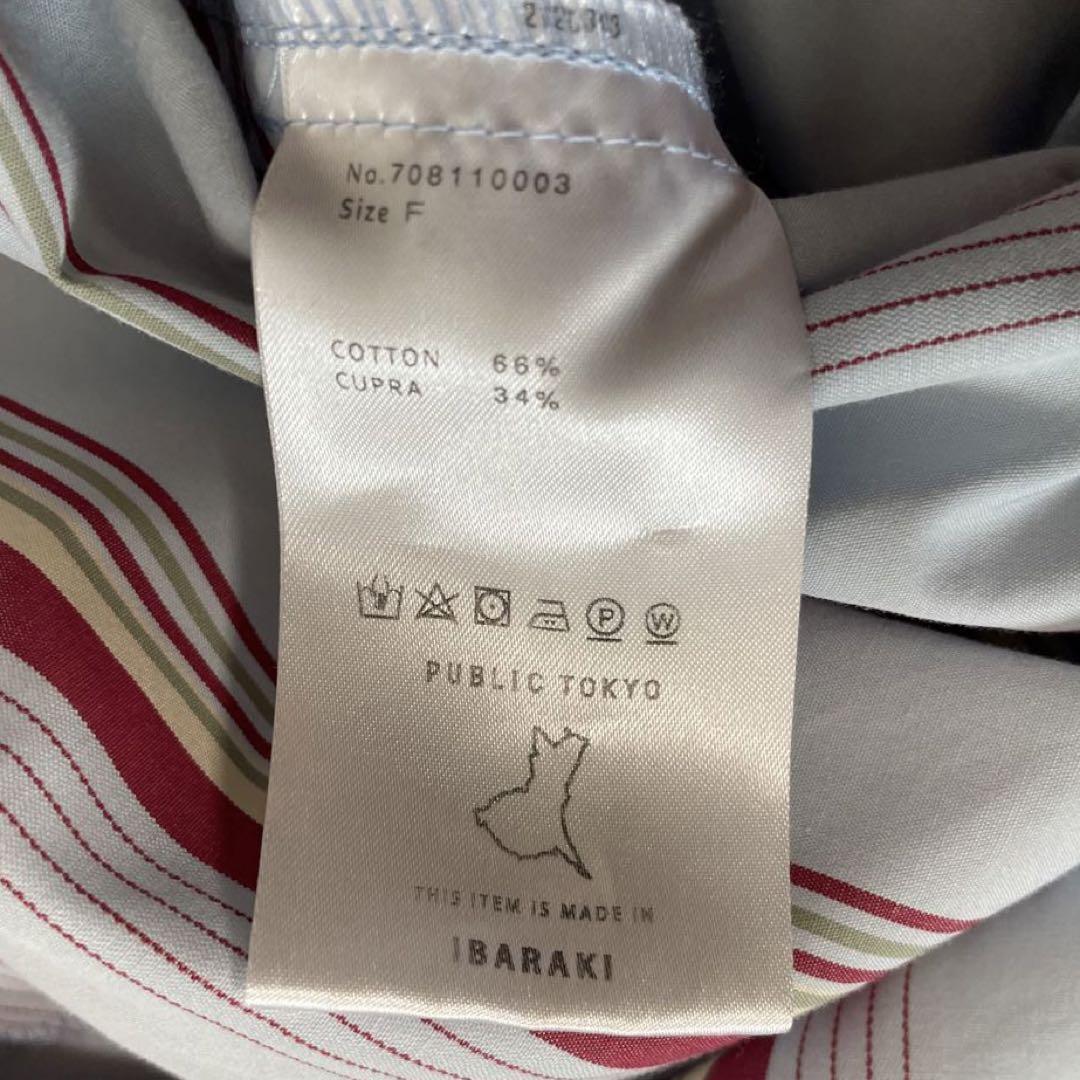 No.708110003
Size F
COTTON 66%
CUPRA 34%
P W
PUBLIC TOKYO
THIS ITEM IS MADE IN
IBARAKI